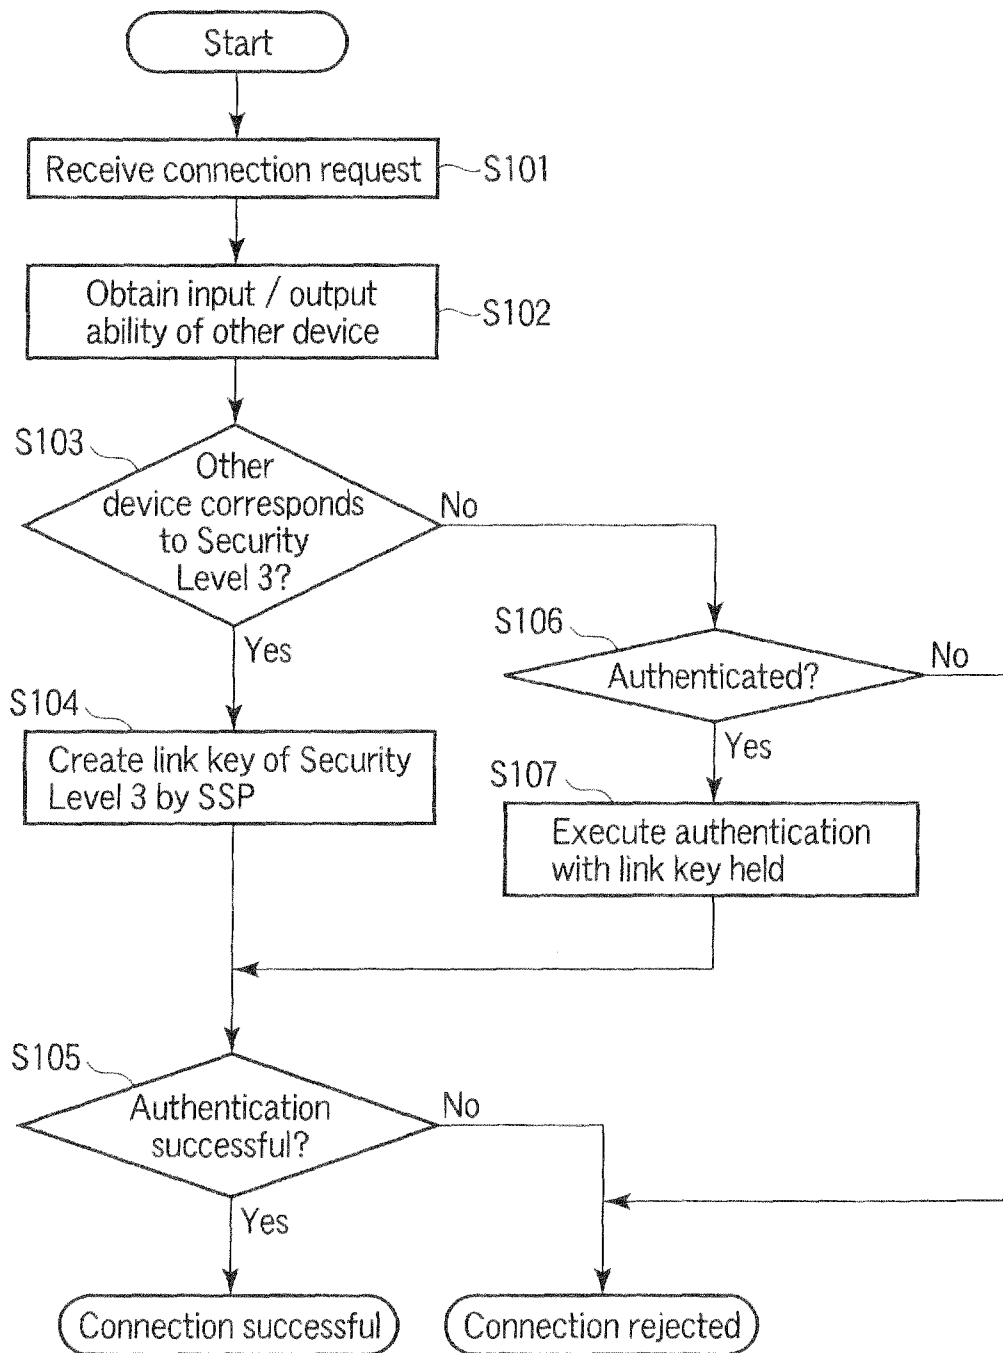 Start
Receive connection request
S101
Obtain input / output
ability of other device
S102
S103
Other
device corresponds
to Security
Level 3?
No
Yes
S104
Create link key of Security
Level 3 by SSP
S106
Authenticated?
No
Yes
S107
Execute authentication
with link key held
S105
Authentication
successful?
No
Yes
Connection successful
Connection rejected